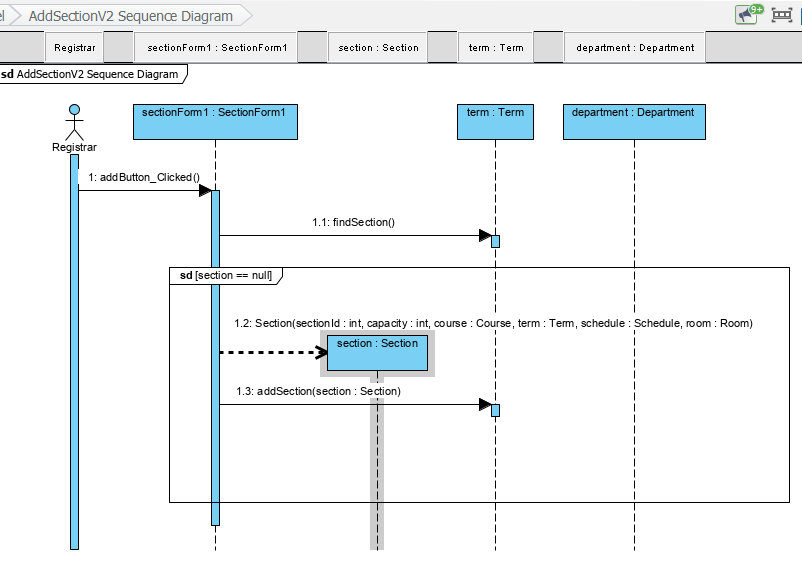 el
AddSectionV2 Sequence Diagram
9+
Registrar
sectionForm1 : SectionForm1
section : Section
term : Term
department : Department
sd AddSectionV2 Sequence Diagram
sectionForm1 : SectionForm1
term : Term
department : Department
Registrar
1: addButton_Clicked()
1.1: findSection()
sd [section == null]
1.2: Section(sectionId : int, capacity : int, course : Course, term : Term, schedule : Schedule, room : Room)
section : Section
1.3: addSection(section : Section)